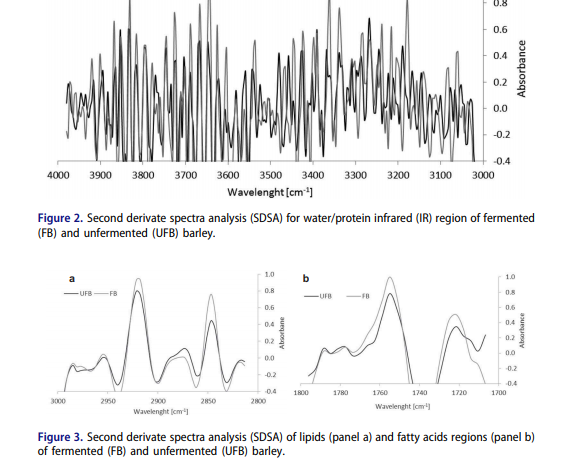 0.8
0.6
0.4
0.2
0.0
-0.2
-0.4
Absorbance
4000 3900 3800 3700 3600 3500 3400 3300 3200 3100 3000
Wavelenght [cm⁻¹]
Figure 2. Second derivate spectra analysis (SDSA) for water/protein infrared (IR) region of fermented
(FB) and unfermented (UFB) barley.
a
UFB FB
1.0
0.8
0.6
0.4
0.2
0.0
-0.2
-0.4
Absorbane
3000 2950 2900 2850 2800
Wavelenght [cm⁻¹]
b
UFB FB
1.0
0.8
0.6
0.4
0.2
0.0
-0.2
-0.4
Absorbance
1800 1780 1760 1740 1720 1700
Wavelenght [cm⁻¹]
Figure 3. Second derivate spectra analysis (SDSA) of lipids (panel a) and fatty acids regions (panel b)
of fermented (FB) and unfermented (UFB) barley.